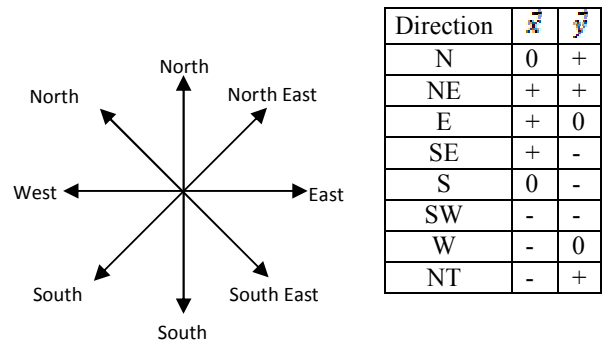 North
North
North East
West
East
South
South East
South
Direction x⃗ y⃗
N 0 +
NE + +
E + 0
SE + -
S 0 -
SW - -
W - 0
NT - +